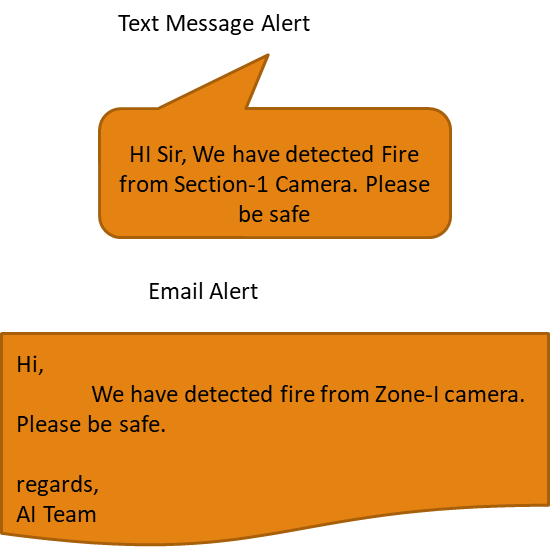 Text Message Alert
HI Sir, We have detected Fire
from Section-1 Camera. Please
be safe
Email Alert
Hi,
We have detected fire from Zone-I camera.
Please be safe.
regards,
AI Team